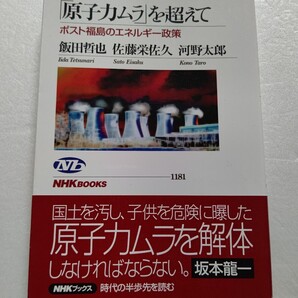 「原子力ムラ」を超えて
ポスト福島のエネルギー政策
飯田哲也 佐藤栄佐久 河野太郎
Iida Tetsunari Sato Eisaku Kono Taro
Nb
1181
NHKBOOKS
国土を汚し、子供を危険に曝した
原子力ムラを解体
しなければならない。坂本龍一
NHKブックス 時代の半歩先を読む